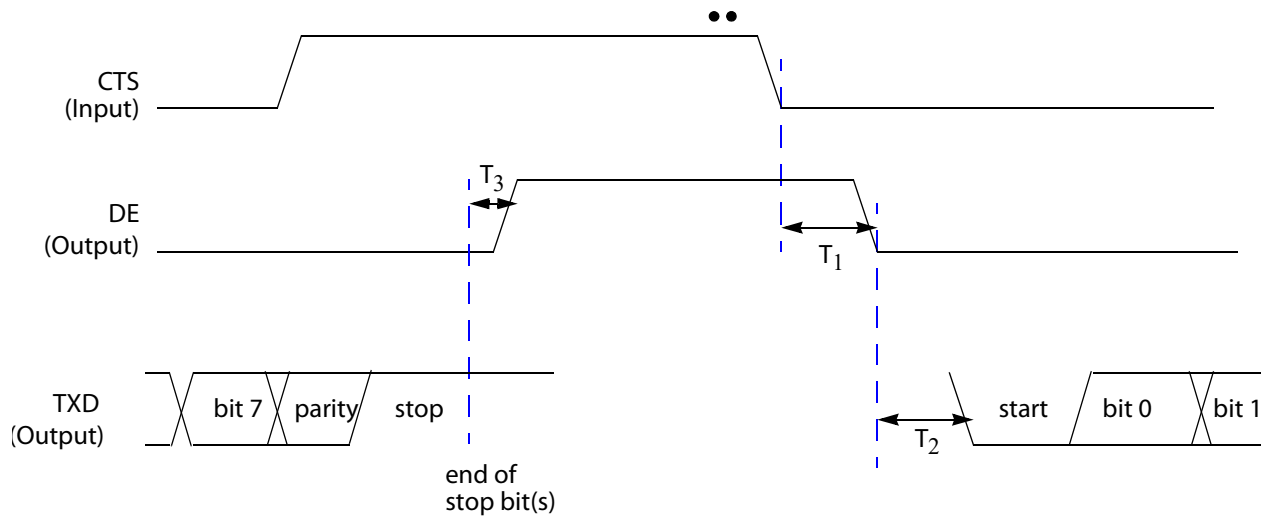 CTS
(Input)
T3
DE
(Output)
T1
TXD
(Output)
bit 7
parity
stop
start
bit 0
bit 1
T2
end of
stop bit(s)